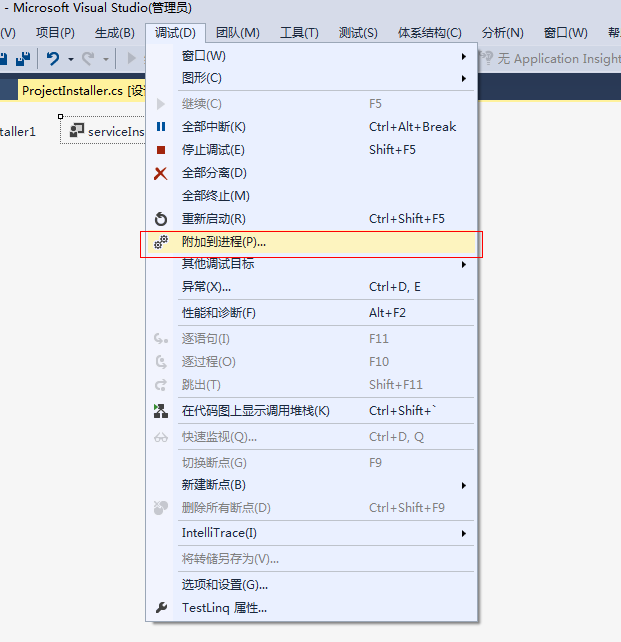 - Microsoft Visual Studio(管理员)
(V) 项目(P) 生成(B) 调试(D) 团队(M) 工具(T) 测试(S) 体系结构(C) 分析(N) 窗口(W)
无 Application Insight
ProjectInstaller.cs [设
taller1 serviceIns
窗口(W)
图形(C)
继续(C) F5
全部中断(K) Ctrl+Alt+Break
停止调试(E) Shift+F5
全部分离(D)
全部终止(M)
重新启动(R) Ctrl+Shift+F5
附加到进程(P)...
其他调试目标
异常(X)... Ctrl+D, E
性能和诊断(F) Alt+F2
逐语句(I) F11
逐过程(O) F10
跳出(T) Shift+F11
在代码图上显示调用堆栈(K) Ctrl+Shift+`
快速监视(Q)... Ctrl+D, Q
切换断点(G) F9
新建断点(B)
删除所有断点(D) Ctrl+Shift+F9
IntelliTrace(I)
将转储另存为(V)...
选项和设置(G)...
TestLinq 属性...